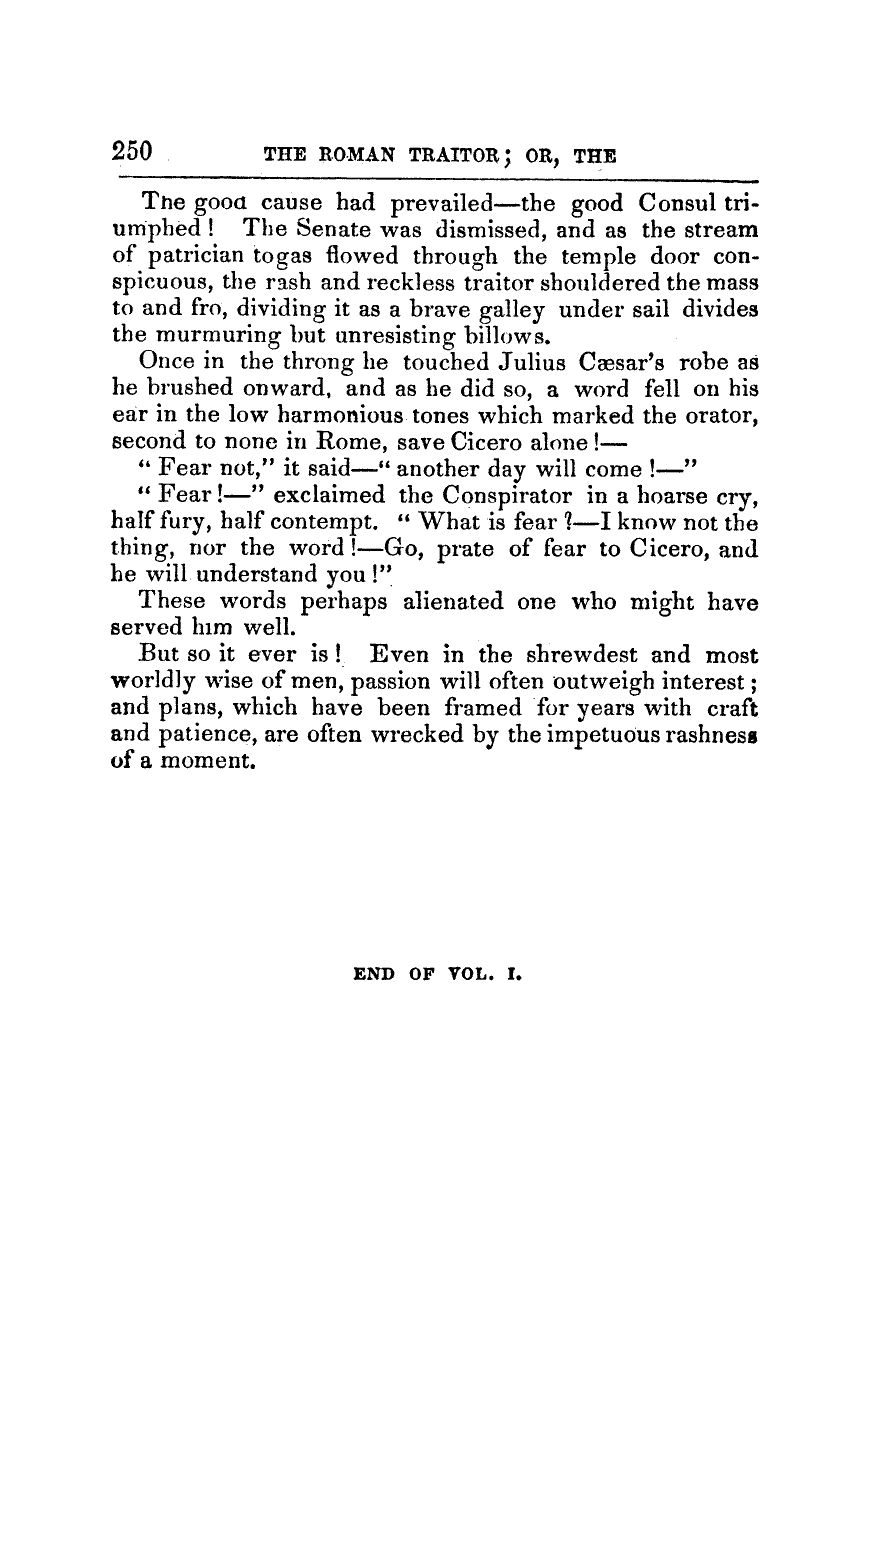 250 THE ROMAN TRAITOR; OR, THE
The good cause had prevailed—the good Consul tri-
umphed! The Senate was dismissed, and as the stream
of patrician togas flowed through the temple door con-
spicuous, the rash and reckless traitor shouldered the mass
to and fro, dividing it as a brave galley under sail divides
the murmuring but unresisting billows.
Once in the throng he touched Julius Cæsar's robe as
he brushed onward, and as he did so, a word fell on his
ear in the low harmonious tones which marked the orator,
second to none in Rome, save Cicero alone!—
"Fear not," it said—"another day will come!—"
"Fear!—" exclaimed the Conspirator in a hoarse cry,
half fury, half contempt. "What is fear?—I know not the
thing, nor the word!—Go, prate of fear to Cicero, and
he will understand you!"
These words perhaps alienated one who might have
served him well.
But so it ever is! Even in the shrewdest and most
worldly wise of men, passion will often outweigh interest;
and plans, which have been framed for years with craft
and patience, are often wrecked by the impetuous rashness
of a moment.
END OF VOL. I.